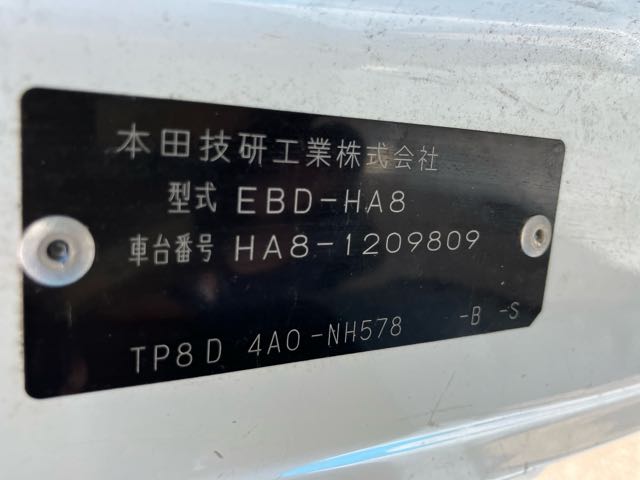 本田技研工業株式会社
型式 EBD-HA8
車台番号 HA8-1209809
TP8D 4A0-NH578 -B -S